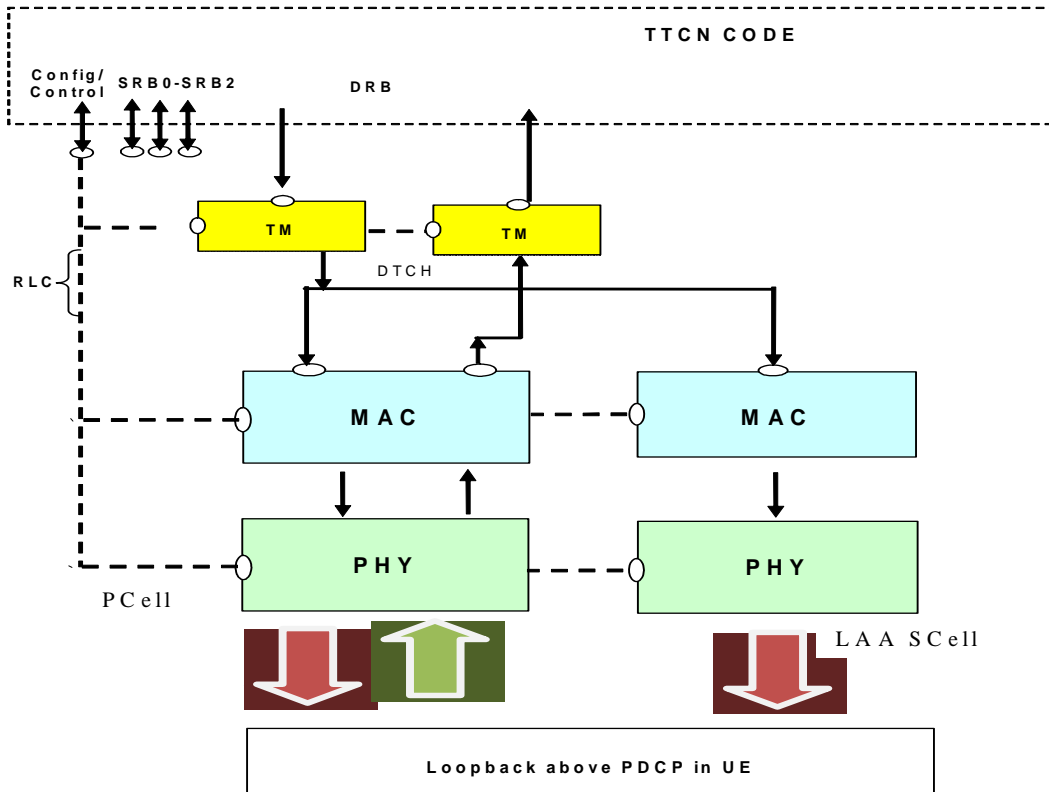 TTCN CODE
Config/
Control
SRB0-SRB2
DRB
TM
TM
DTCH
RLC
MAC
MAC
PHY
PHY
PCell
LAA SCell
Loopback above PDCP in UE